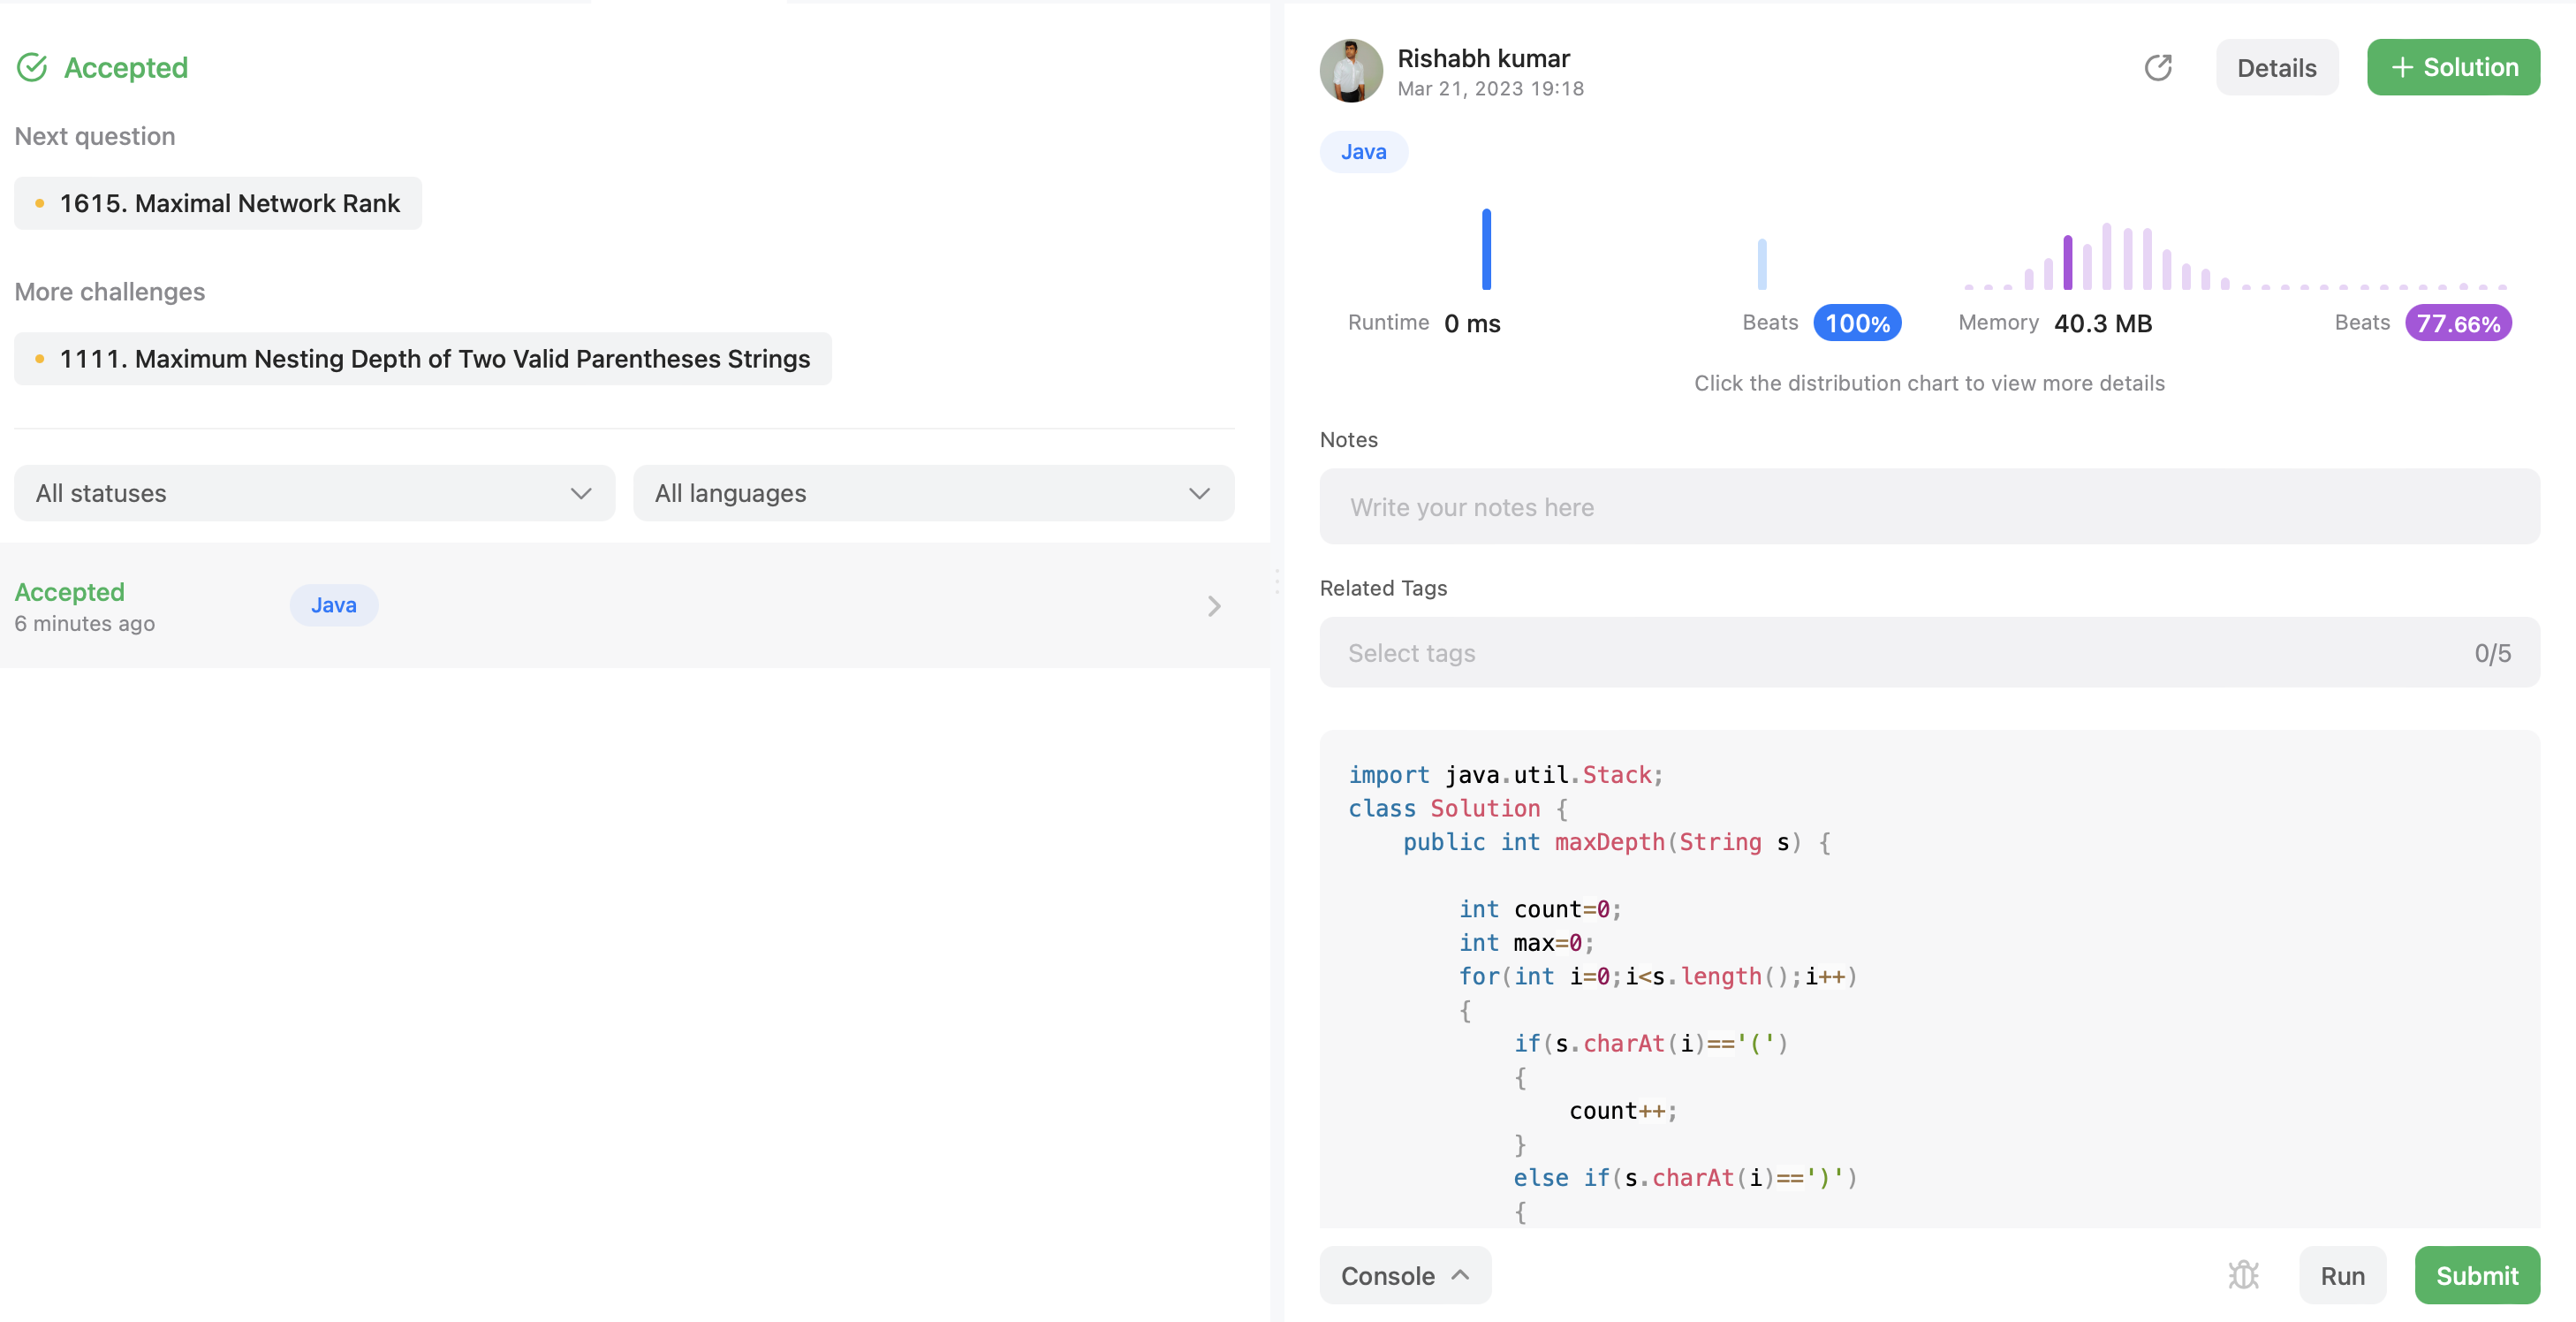 Accepted
Next question
1615. Maximal Network Rank
More challenges
1111. Maximum Nesting Depth of Two Valid Parentheses Strings
All statuses
All languages
Accepted
6 minutes ago
Java
Rishabh kumar
Mar 21, 2023 19:18
Details
+ Solution
Java
Runtime 0 ms
Beats 100%
Memory 40.3 MB
Beats 77.66%
Click the distribution chart to view more details
Notes
Write your notes here
Related Tags
Select tags
0/5
import java.util.Stack;
class Solution {
    public int maxDepth(String s) {
        int count=0;
        int max=0;
        for(int i=0;i<s.length();i++)
        {
            if(s.charAt(i)=='(')
            {
                count++;
            }
            else if(s.charAt(i)==')')
            {
Console
Run
Submit